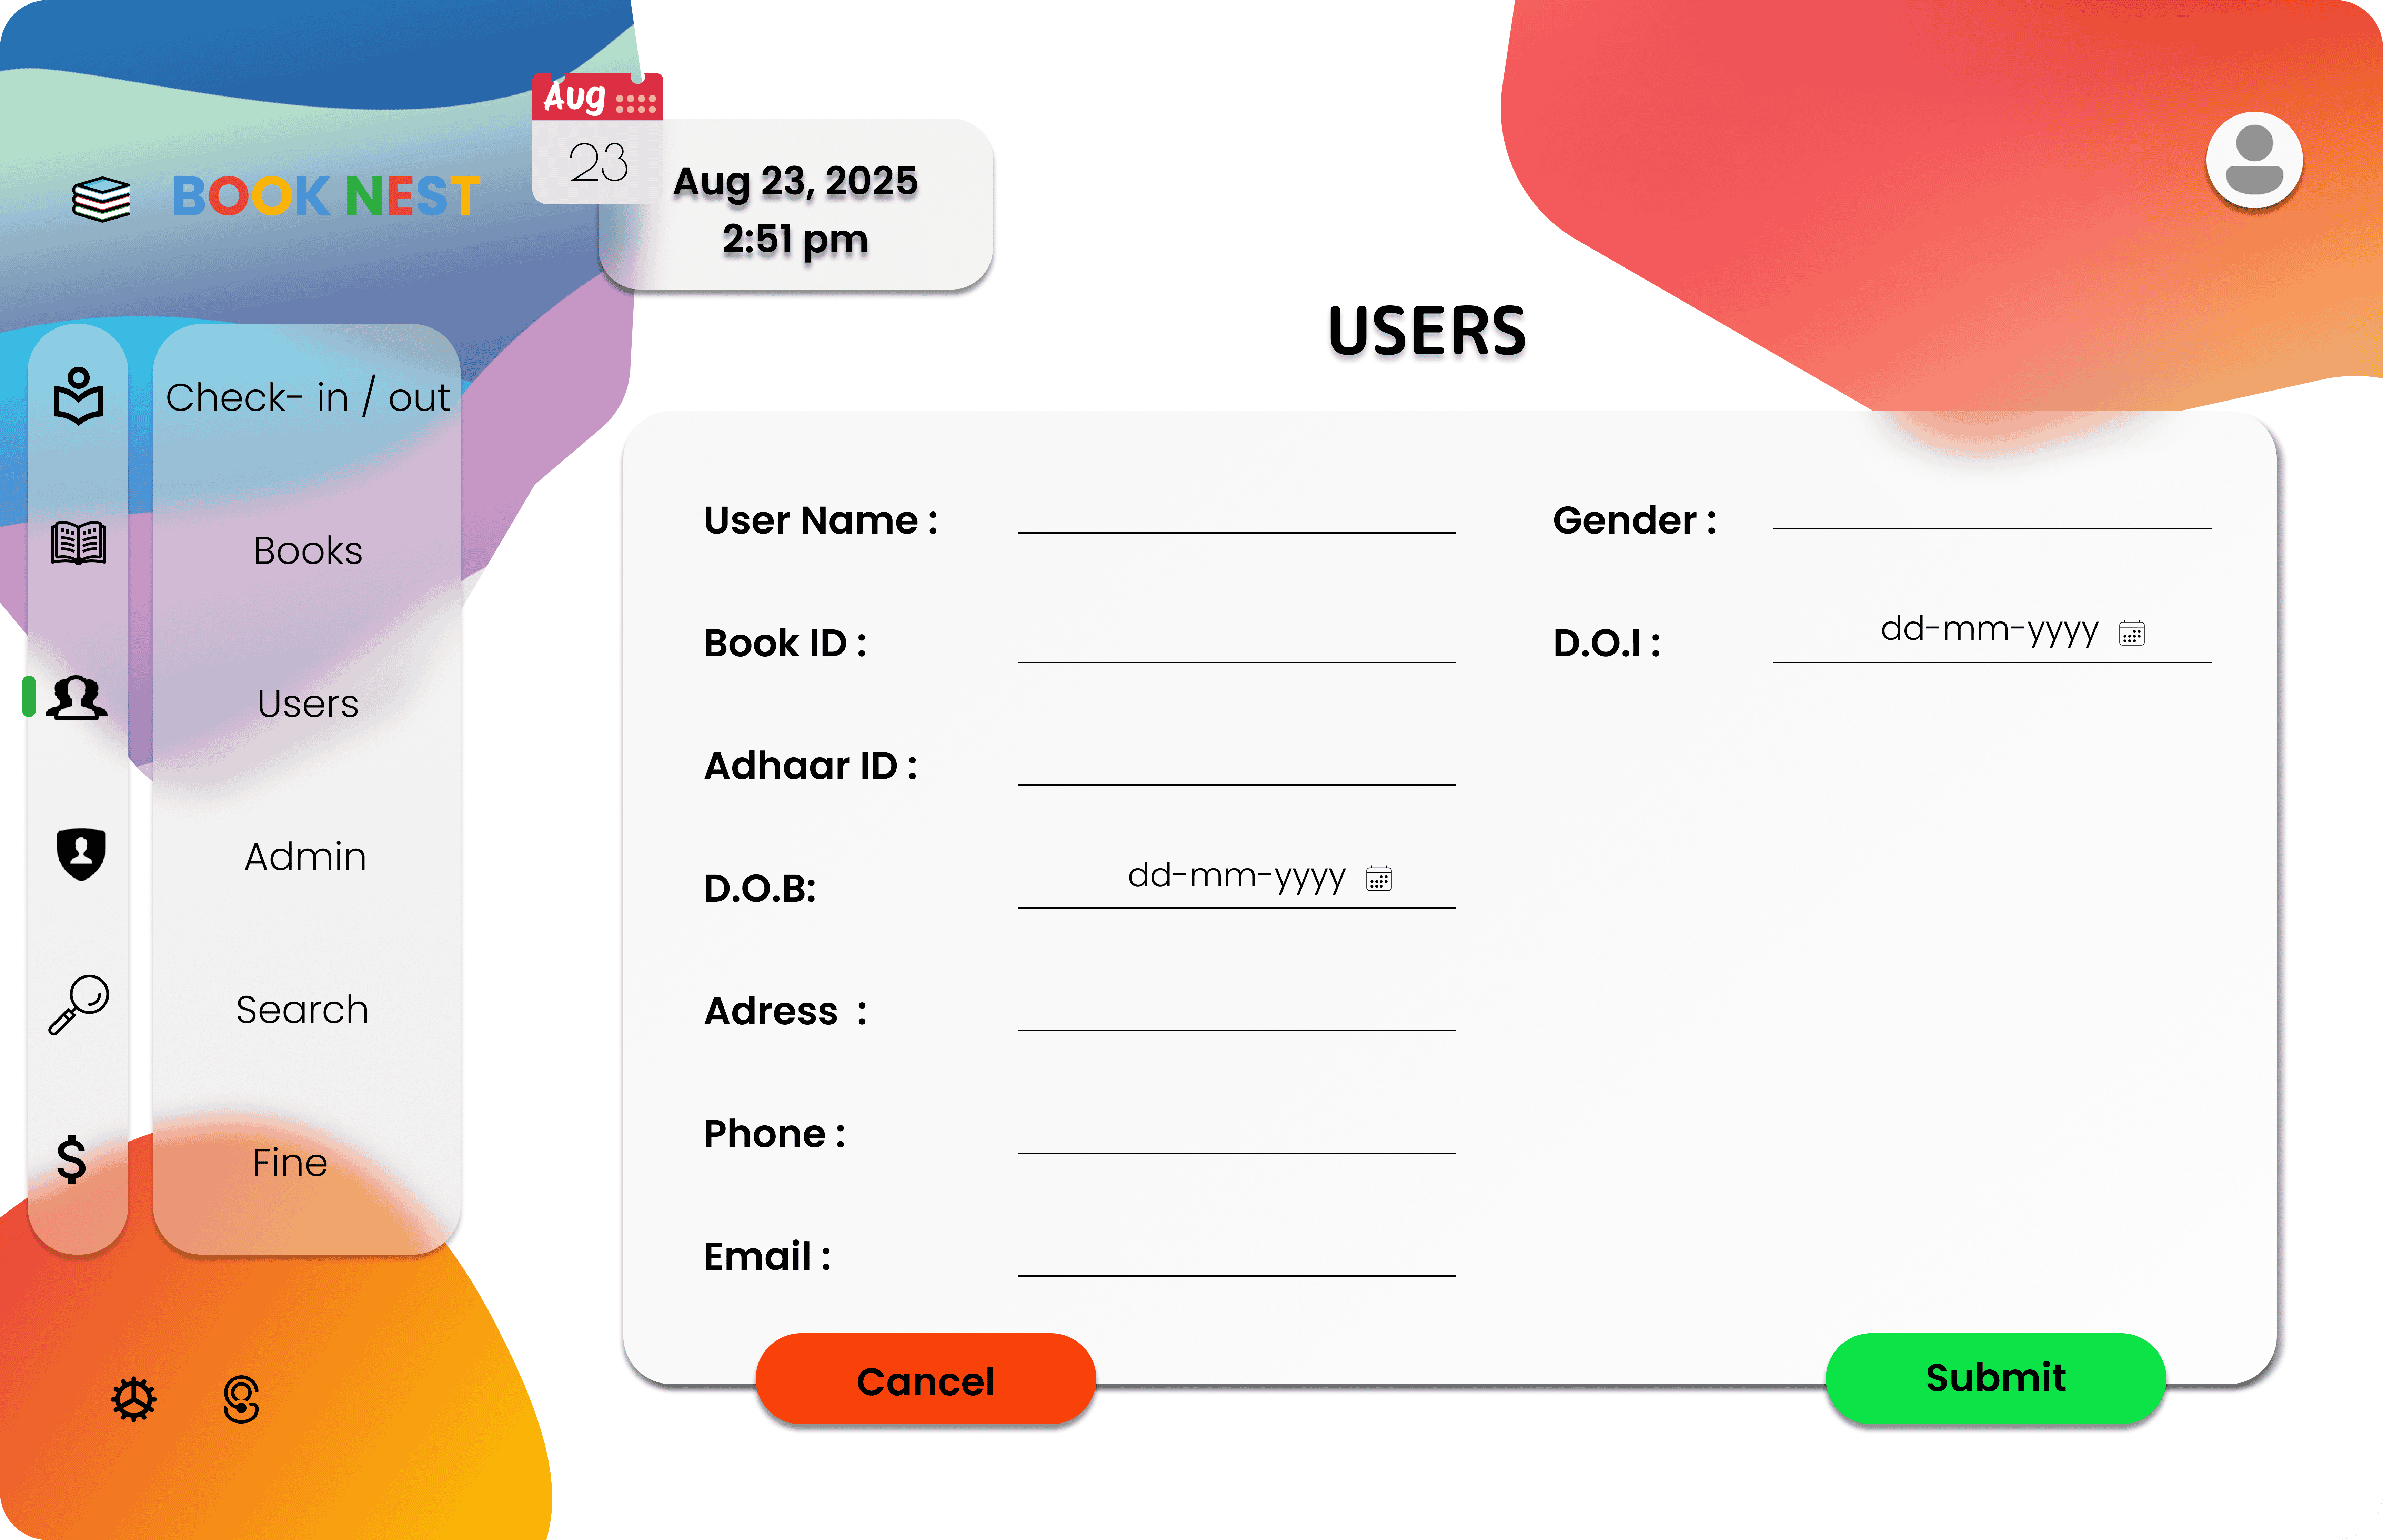 Aug
23
Aug 23, 2025
2:51 pm
BOOK NEST
USERS
Check- in / out
Books
Users
Admin
Search
$
Fine
User Name :
Gender :
Book ID :
D.O.I :
dd-mm-yyyy
Adhaar ID :
D.O.B:
dd-mm-yyyy
Adress :
Phone :
Email :
Cancel
Submit